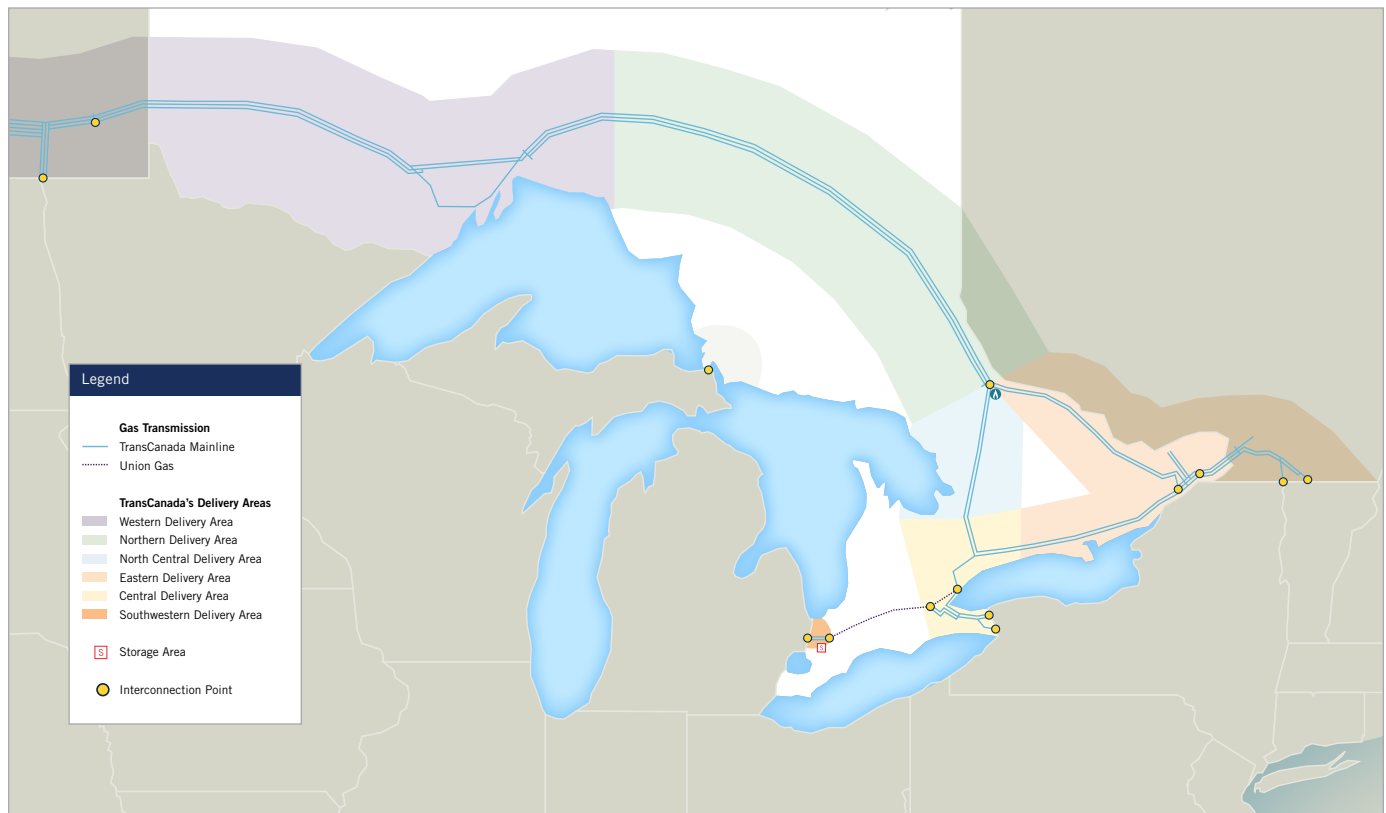 Legend
Gas Transmission
TransCanada Mainline
Union Gas
TransCanada's Delivery Areas
Western Delivery Area
Northern Delivery Area
North Central Delivery Area
Eastern Delivery Area
Central Delivery Area
Southwestern Delivery Area
S Storage Area
Interconnection Point
S